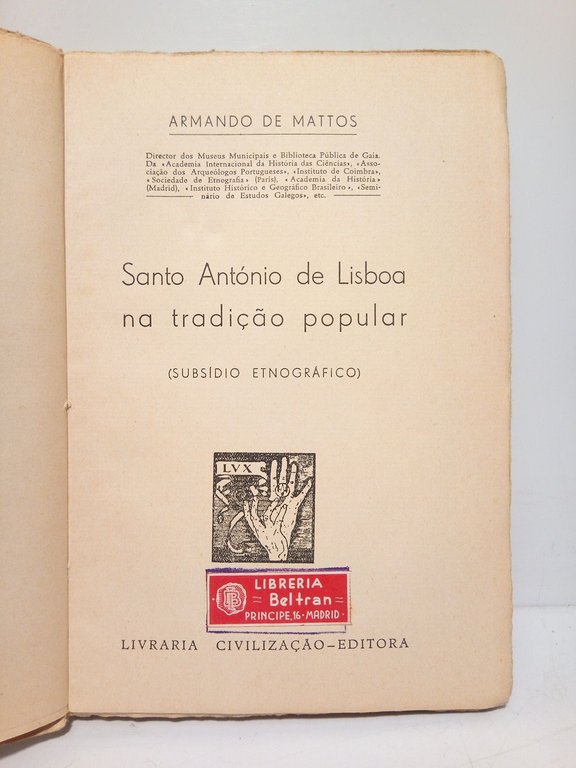 ARMANDO DE MATTOS
Director dos Museus Municipais e Biblioteca Pública de Gaia.
Da «Academia Internacional da História das Ciências», «Asso-
ciação dos Arqueólogos Portugueses», «Instituto de Coimbra»,
«Sociedade de Etnografia» (Paris), «Academia da História»
(Madrid), «Instituto Histórico e Geográfico Brasileiro», «Semi-
nário de Estudos Galegos», etc.
Santo António de Lisboa
na tradição popular
(SUBSÍDIO ETNOGRÁFICO)
LVX
LIBRERIA
= Beltran =
PRINCIPE, 16 - MADRID
LIVRARIA CIVILIZAÇÃO—EDITORA